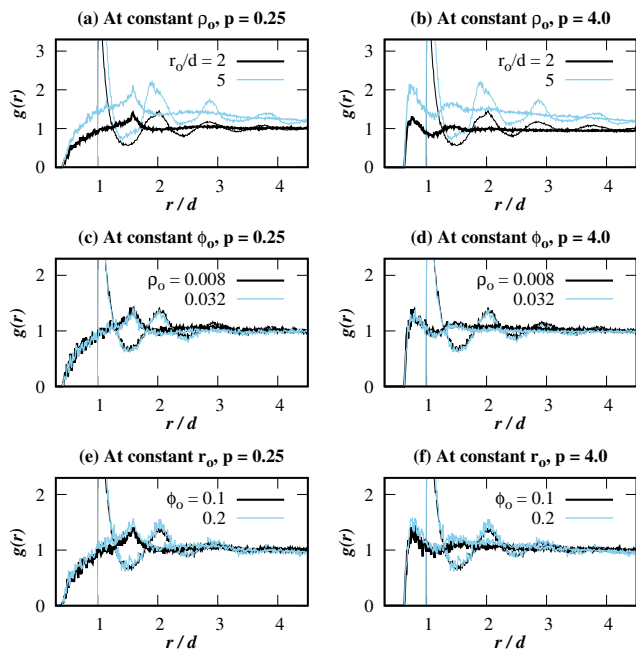 (a) At constant ρₒ, p = 0.25
(b) At constant ρₒ, p = 4.0
3
2
1
0
g(r)
rₒ/d = 2
5
1
2
3
4
r / d
3
2
1
0
g(r)
rₒ/d = 2
5
1
2
3
4
r / d
(c) At constant ϕₒ, p = 0.25
(d) At constant ϕₒ, p = 4.0
2
1
0
g(r)
ρₒ = 0.008
0.032
1
2
3
4
r / d
2
1
0
g(r)
ρₒ = 0.008
0.032
1
2
3
4
r / d
(e) At constant rₒ, p = 0.25
(f) At constant rₒ, p = 4.0
2
1
0
g(r)
ϕₒ = 0.1
0.2
1
2
3
4
r / d
2
1
0
g(r)
ϕₒ = 0.1
0.2
1
2
3
4
r / d